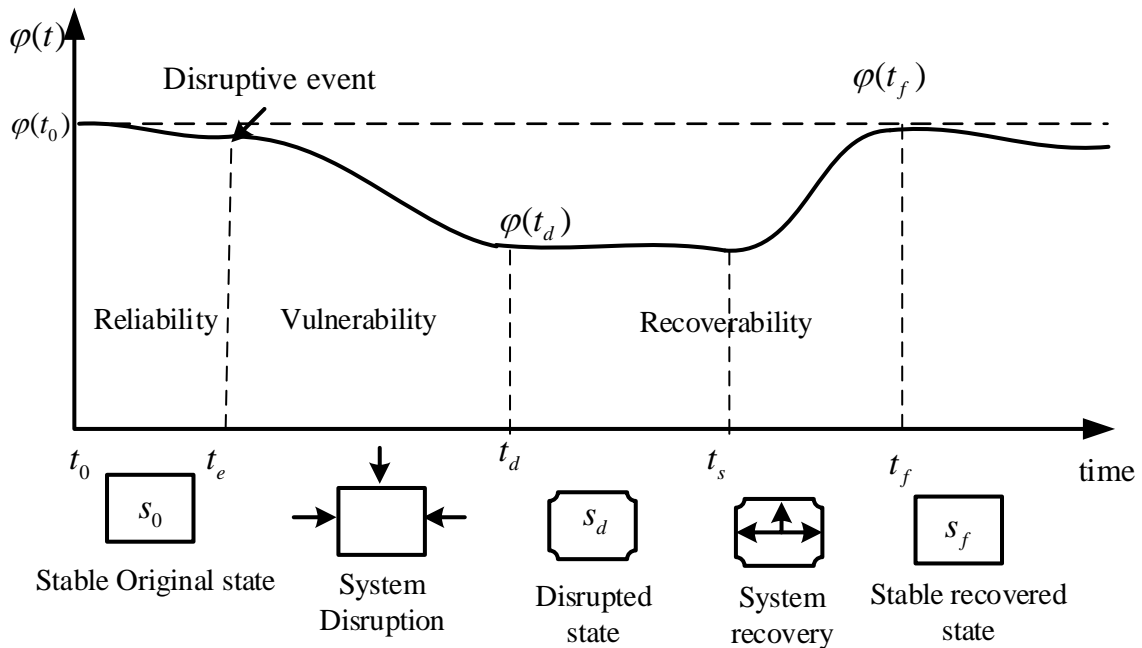 φ(t)
Disruptive event
φ(t_f)
φ(t_0)
φ(t_d)
Reliability
Vulnerability
Recoverability
t_0
t_e
t_d
t_s
t_f
time
s_0
s_d
s_f
Stable Original state
System
Disruption
Disrupted
state
System
recovery
Stable recovered
state